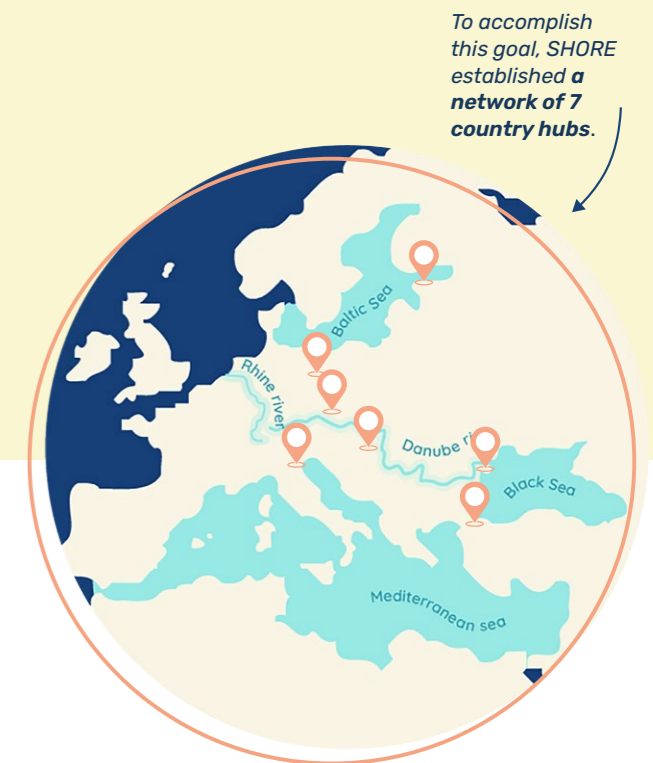 To accomplish
this goal, SHORE
established a
network of 7
country hubs.
Baltic Sea
Rhine river
Danube ri
Black Sea
Mediterranean sea